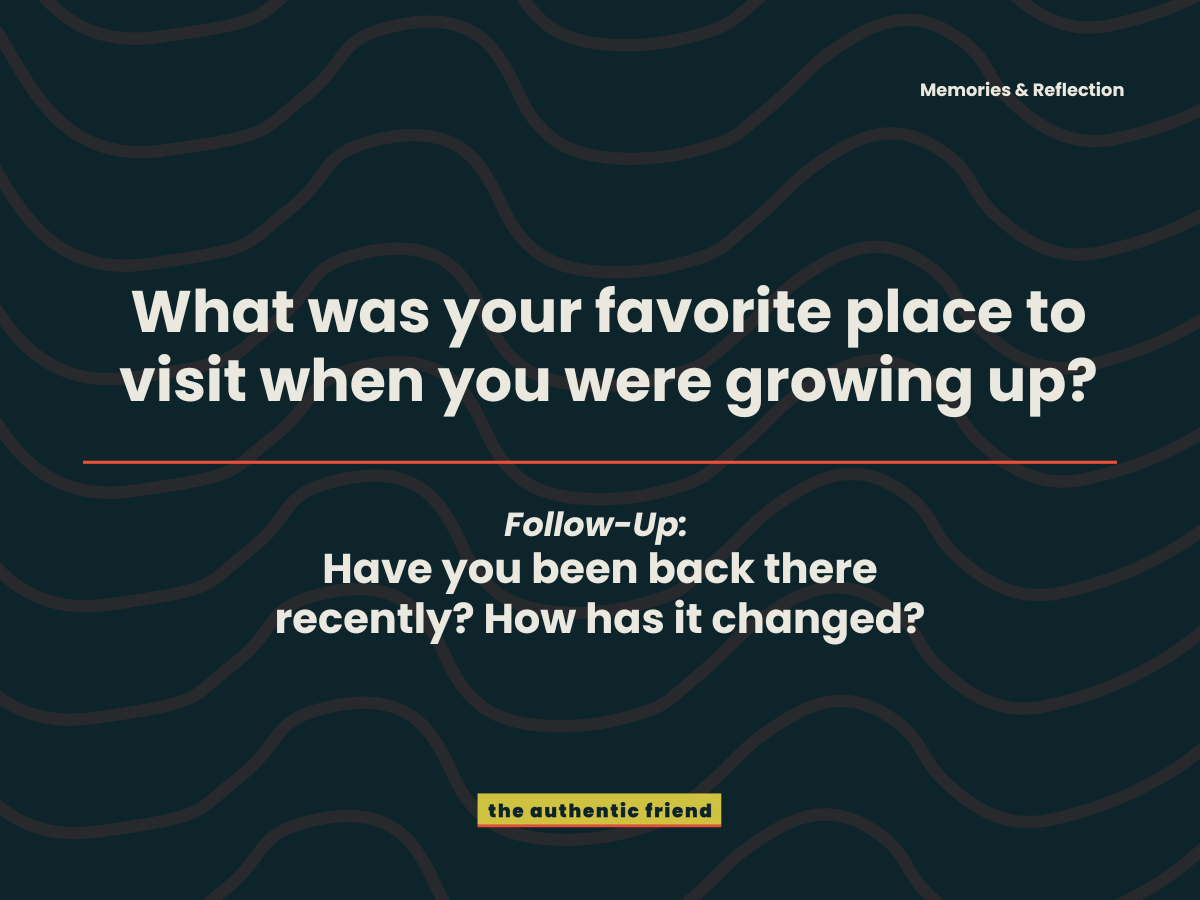 Memories & Reflection
What was your favorite place to
visit when you were growing up?
Follow-Up:
Have you been back there
recently? How has it changed?
the authentic friend